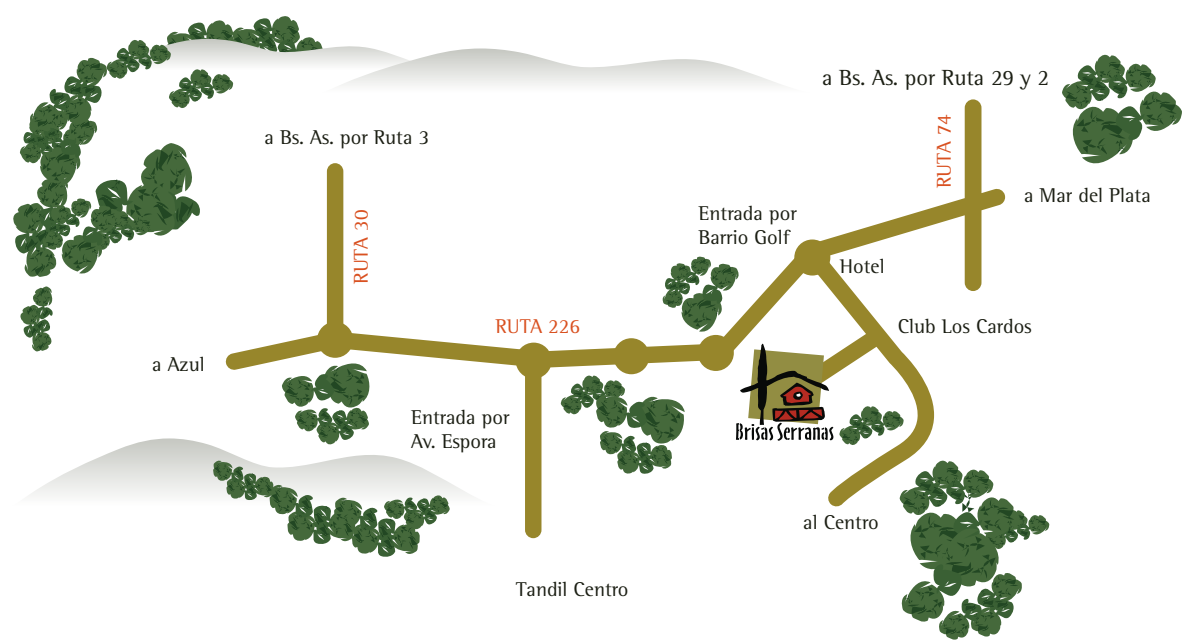 a Bs. As. por Ruta 29 y 2
a Bs. As. por Ruta 3
RUTA 74
a Mar del Plata
Entrada por
Barrio Golf
RUTA 30
Hotel
RUTA 226
Club Los Cardos
a Azul
Entrada por
Av. Espora
Brisas Serranas
al Centro
Tandil Centro